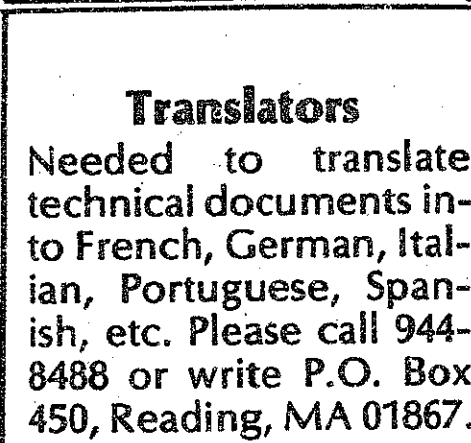 Translators
Needed to translate
technical documents in-
to French, German, Ital-
ian, Portuguese, Span-
ish, etc. Please call 944-
8488 or write P.O. Box
450, Reading, MA 01867.